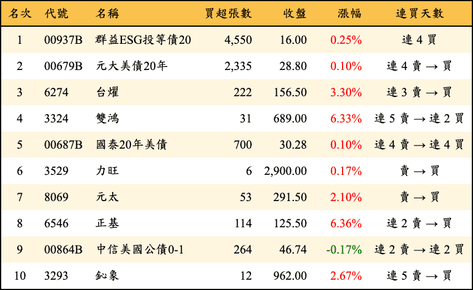 名次 代號 名稱 買超張數 收盤 漲幅 連買天數
1 00937B 群益ESG投等債20 4,550 16.00 0.25% 連 4 買
2 00679B 元大美債20年 2,335 28.80 0.10% 連 4 賣 → 買
3 6274 台燿 222 156.50 3.30% 連 3 賣 → 買
4 3324 雙鴻 31 689.00 6.33% 連 5 賣 → 連 2 買
5 00687B 國泰20年美債 700 30.28 0.10% 連 4 賣 → 連 4 買
6 3529 力旺 6 2,900.00 0.17% 賣 → 買
7 8069 元太 53 291.50 2.10% 賣 → 買
8 6546 正基 114 125.50 6.36% 連 2 賣 → 買
9 00864B 中信美國公債0-1 264 46.74 -0.17% 連 2 賣 → 連 2 買
10 3293 鈊象 12 962.00 2.67% 連 5 賣 → 買